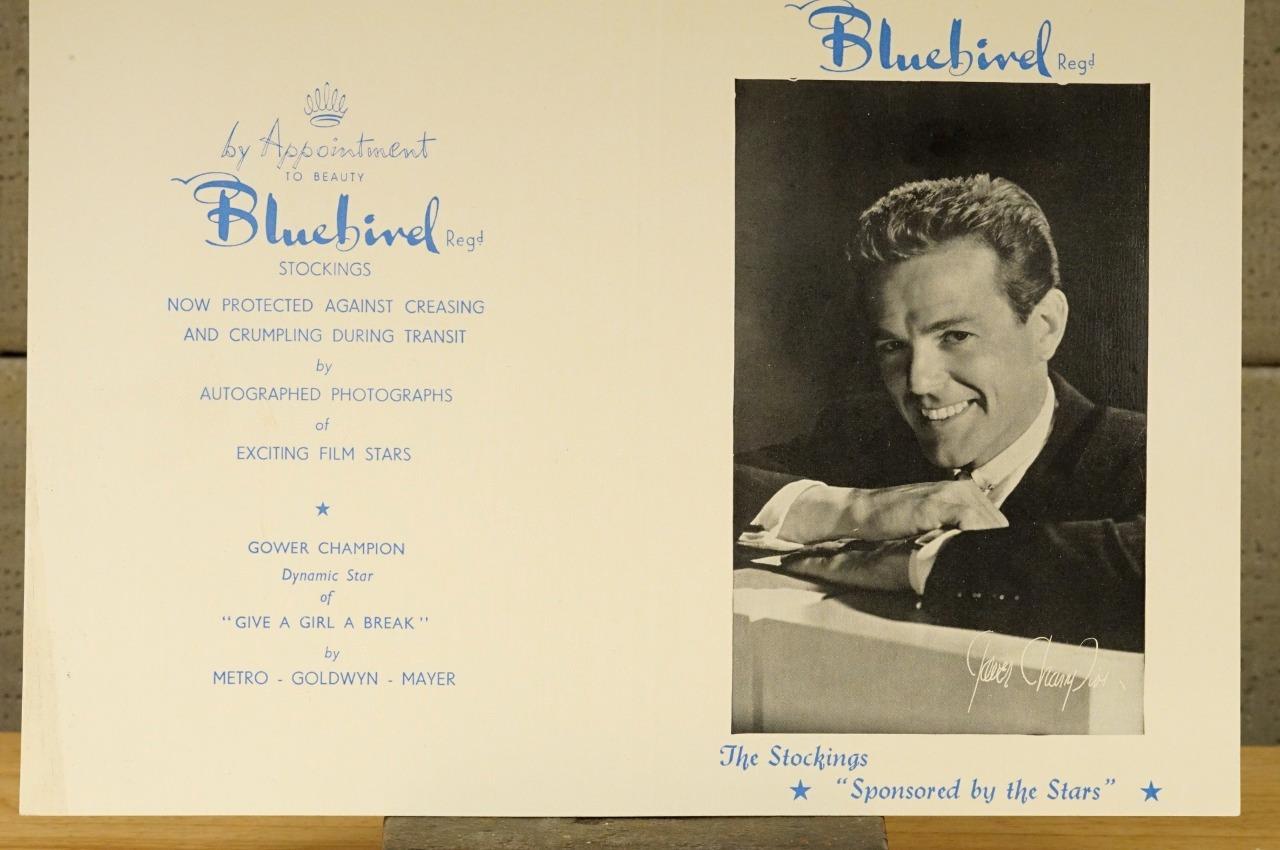 by Appointment
TO BEAUTY
Bluebird Regd
STOCKINGS
NOW PROTECTED AGAINST CREASING
AND CRUMPLING DURING TRANSIT
by
AUTOGRAPHED PHOTOGRAPHS
of
EXCITING FILM STARS
★
GOWER CHAMPION
Dynamic Star
of
"GIVE A GIRL A BREAK"
by
METRO - GOLDWYN - MAYER
Bluebird Regd
Gower Champion
The Stockings
★ "Sponsored by the Stars" ★